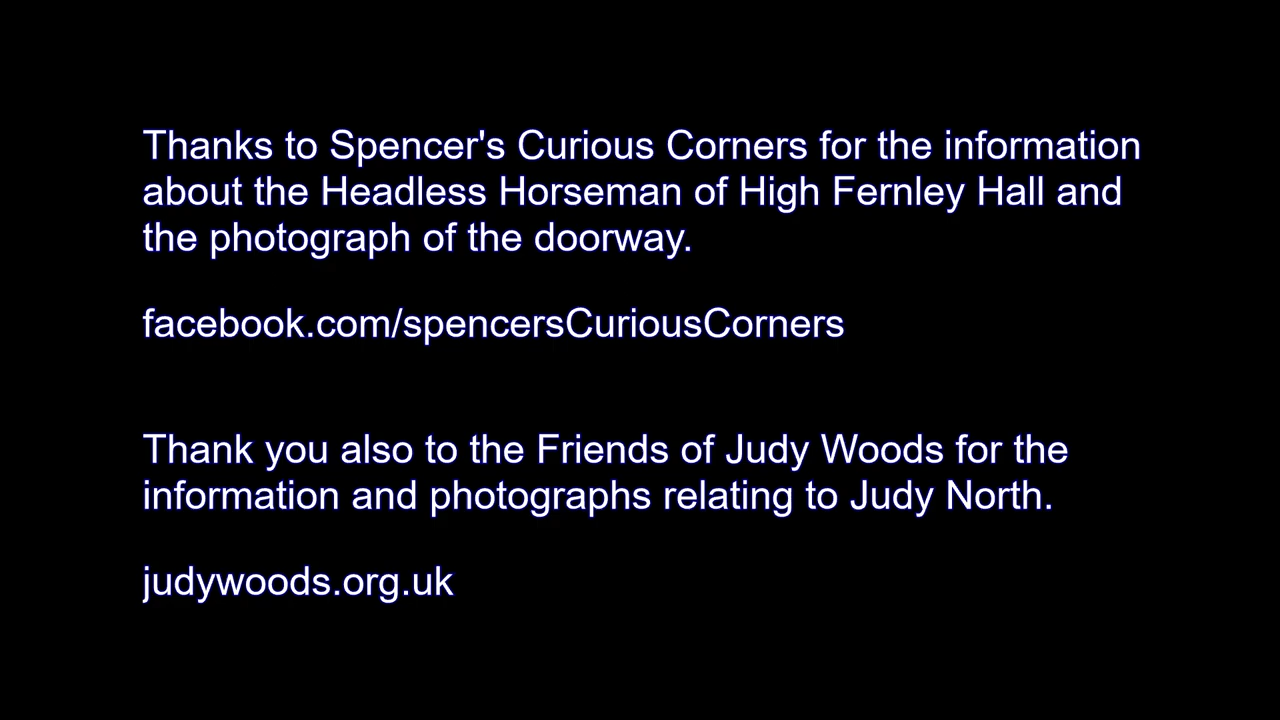 Thanks to Spencer's Curious Corners for the information
about the Headless Horseman of High Fernley Hall and
the photograph of the doorway.
facebook.com/spencersCuriousCorners
Thank you also to the Friends of Judy Woods for the
information and photographs relating to Judy North.
judywoods.org.uk